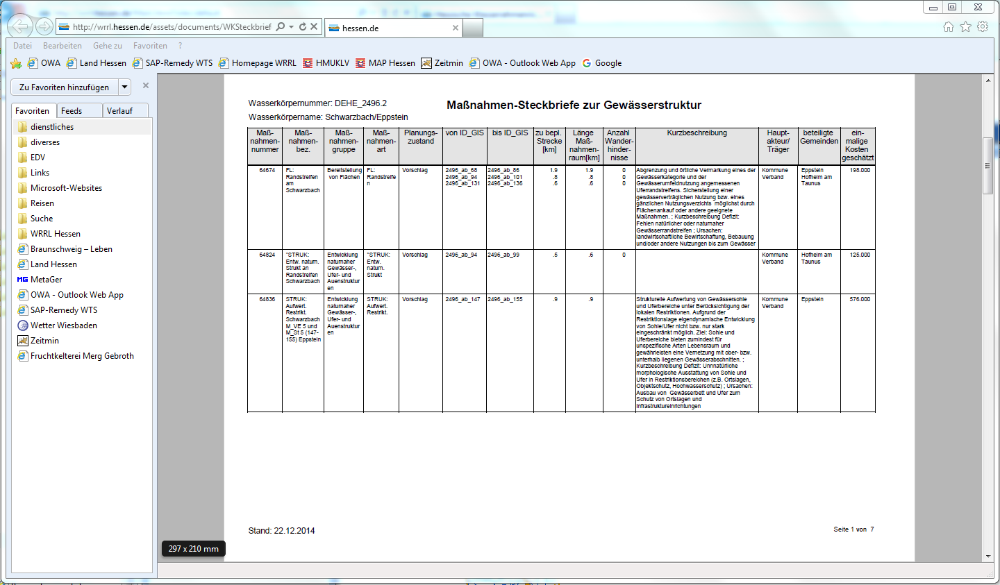 http://wrrl.hessen.de/assets/documents/WKSteckbrief
hessen.de
Datei Bearbeiten Gehe zu Favoriten ?
OWA Land Hessen SAP-Remedy WTS Homepage WRRL HMUKLV MAP Hessen Zeitmin OWA - Outlook Web App Google
Zu Favoriten hinzufügen
Favoriten Feeds Verlauf
dienstliches
diverses
EDV
Links
Microsoft-Websites
Reisen
Suche
WRRL Hessen
Braunschweig – Leben
Land Hessen
MG MetaGer
OWA - Outlook Web App
SAP-Remedy WTS
Wetter Wiesbaden
Zeitmin
Fruchtkelterei Merg Gebroth
Wasserkörpernummer: DEHE_2496.2
Maßnahmen-Steckbriefe zur Gewässerstruktur
Wasserkörpername: Schwarzbach/Eppstein
Maß-
nahmen-
nummer
Maß-
nahmen-
bez.
Maß-
nahmen-
gruppe
Maß-
nahmen-
art
Planungs-
zustand
von ID_GIS
bis ID_GIS
zu bepl.
Strecke
[km]
Länge
Maß-
nahmen-
raum[km]
Anzahl
Wander-
hinder-
nisse
Kurzbeschreibung
Haupt-
akteur/
Träger
beteiligte
Gemeinden
ein-
malige
Kosten
geschätzt
64674
FL:
Randstreifen
am
Schwarzbach
Bereitstellung
von Flächen
FL:
Randstreife
n
Vorschlag
2496_ab_68
2496_ab_94
2496_ab_131
2496_ab_86
2496_ab_101
2496_ab_136
1.9
.8
.6
1.9
.8
.6
0
0
0
Abgrenzung und örtliche Vermarkung eines der
Gewässerkategorie und der
Gewässerumfeldnutzung angemessenen
Uferrandstreifens. Sicherstellung einer
gewässerverträglichen Nutzung bzw. eines
gänzlichen Nutzungsverzichts möglichst durch
Flächenankauf oder andere geeignete
Maßnahmen. ; Kurzbeschreibung Defizit:
Fehlen natürlicher oder naturnaher
Gewässerrandstreifen ; Ursachen:
landwirtschaftliche Bewirtschaftung, Bebauung
und/oder andere Nutzungen bis zum Gewässer
Kommune
Verband
Eppstein
Hofheim am
Taunus
198.000
64824
"STRUK:
Entw. naturn.
Strukt an
Randstreifen
Schwarzbach
Entwicklung
naturnaher
Gewässer-,
Ufer- und
Auenstruktur
en
"STRUK:
Entw.
naturn.
Strukt
Vorschlag
2496_ab_94
2496_ab_99
.5
.6
0
Kommune
Verband
Hofheim am
Taunus
125.000
64836
STRUK:
Aufwert.
Restrikt.
Schwarzbach
M_VE 5 und
M_St 5 (147-
155) Eppstein
Entwicklung
naturnaher
Gewässer-,
Ufer- und
Auenstruktur
en
STRUK:
Aufwert.
Restrikt.
Vorschlag
2496_ab_147
2496_ab_155
.9
.9
Strukturelle Aufwertung von Gewässersohle
und Uferbereiche unter Berücksichtigung der
lokalen Restriktionen. Aufgrund der
Restriktionslage eigendynamische Entwicklung
von Sohle/Ufer nicht bzw. nur stark
eingeschränkt möglich. Ziel: Sohle und
Uferbereiche bieten zumindest für
unspezifische Arten Lebensraum und
gewährleisten eine Vernetzung mit ober- bzw.
unterhalb liegenen Gewässerabschnitten. ;
Kurzbeschreibung Defizit: Unnnatürliche
morphologische Ausstattung von Sohle und
Ufer in Restriktionsbereichen (z.B. Ortslagen,
Objektschutz, Hochwasserschutz) ; Ursachen:
Ausbau von Gewässerbett und Ufer zum
Schutz von Ortslagen und
Infrastruktureinrichtungen
Kommune
Verband
Eppstein
576.000
Stand: 22.12.2014
Seite 1 von 7
297 x 210 mm